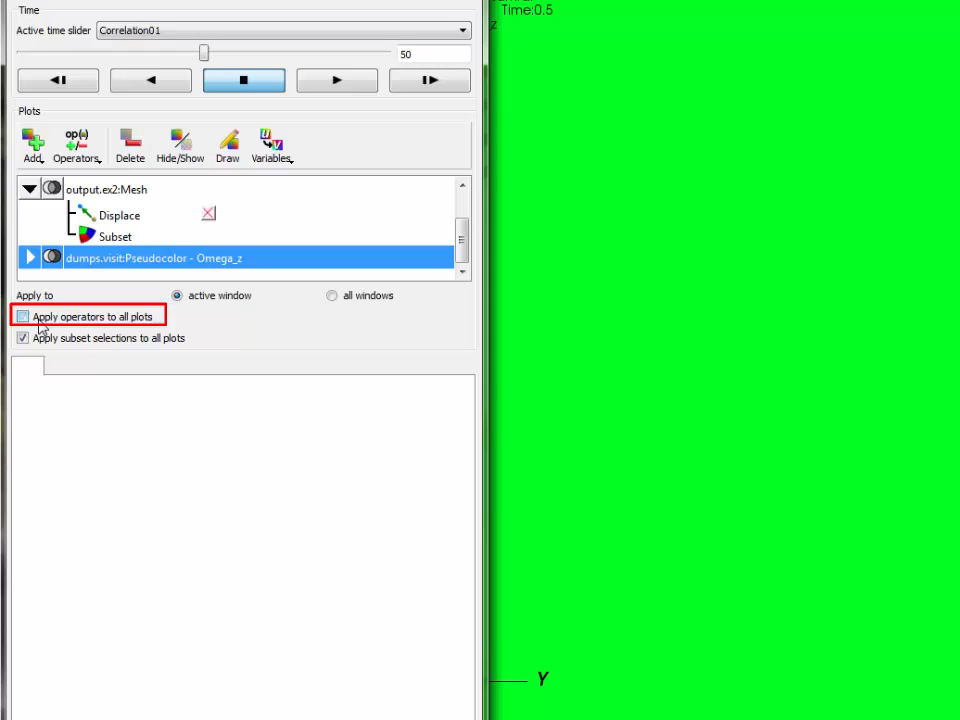 Time
Time:0.5
Active time slider Correlation01
z
50
Plots
op(±) +/-
Add Operators Delete Hide/Show Draw Variables
output.ex2:Mesh
Displace
Subset
dumps.visit:Pseudocolor - Omega_z
Apply to active window all windows
Apply operators to all plots
Apply subset selections to all plots
Y